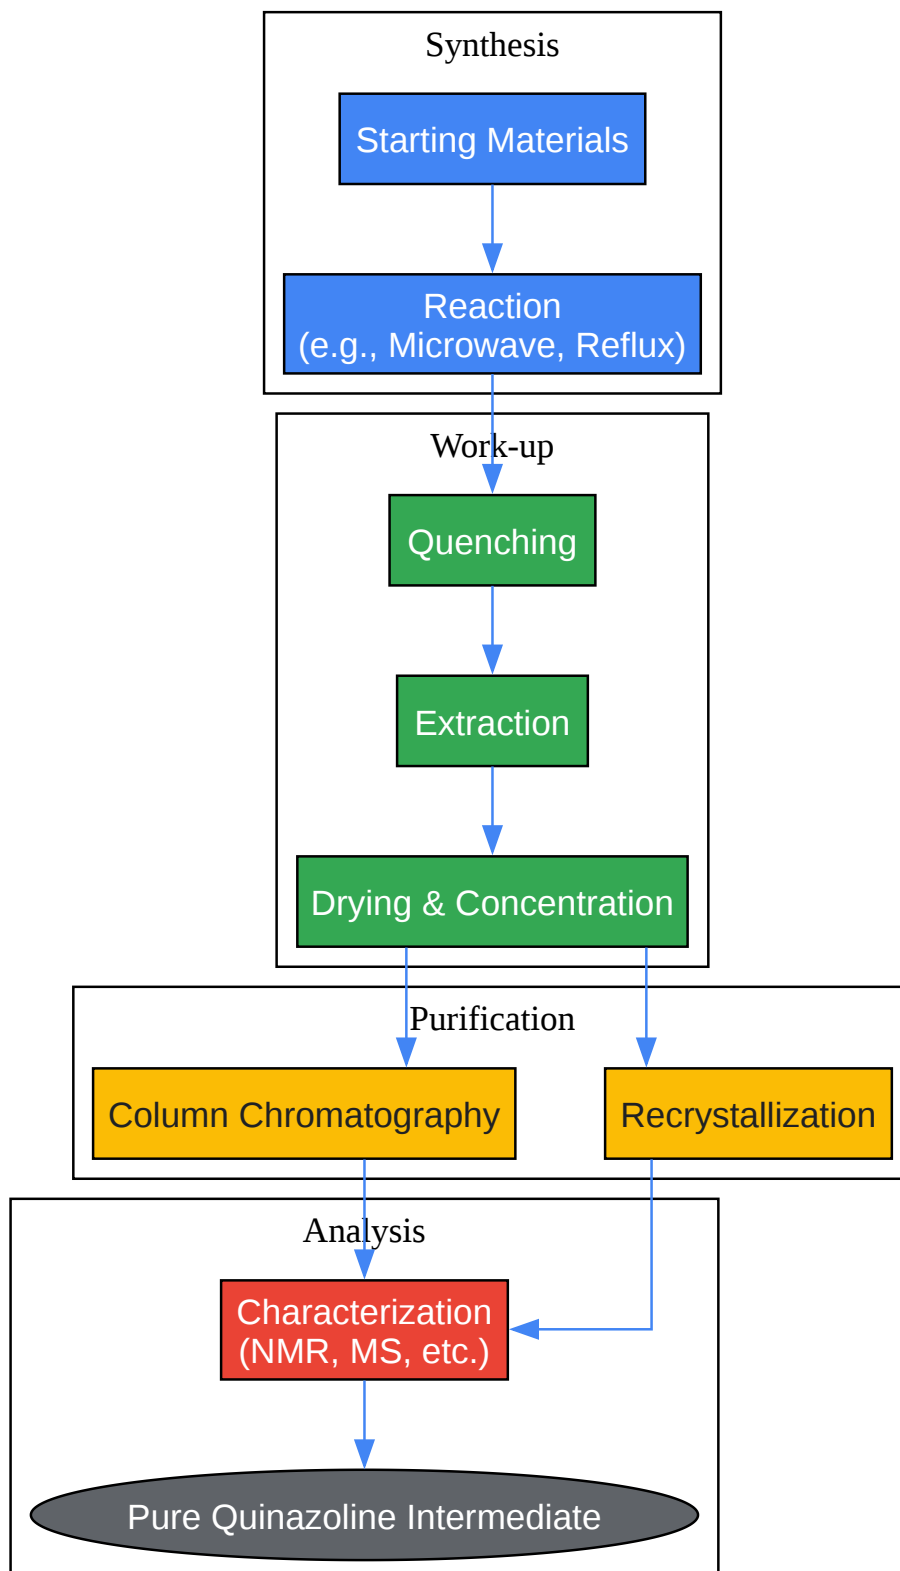 Synthesis
Starting Materials
Reaction
(e.g., Microwave, Reflux)
Work-up
Quenching
Extraction
Drying & Concentration
Purification
Column Chromatography
Recrystallization
Analysis
Characterization
(NMR, MS, etc.)
Pure Quinazoline Intermediate